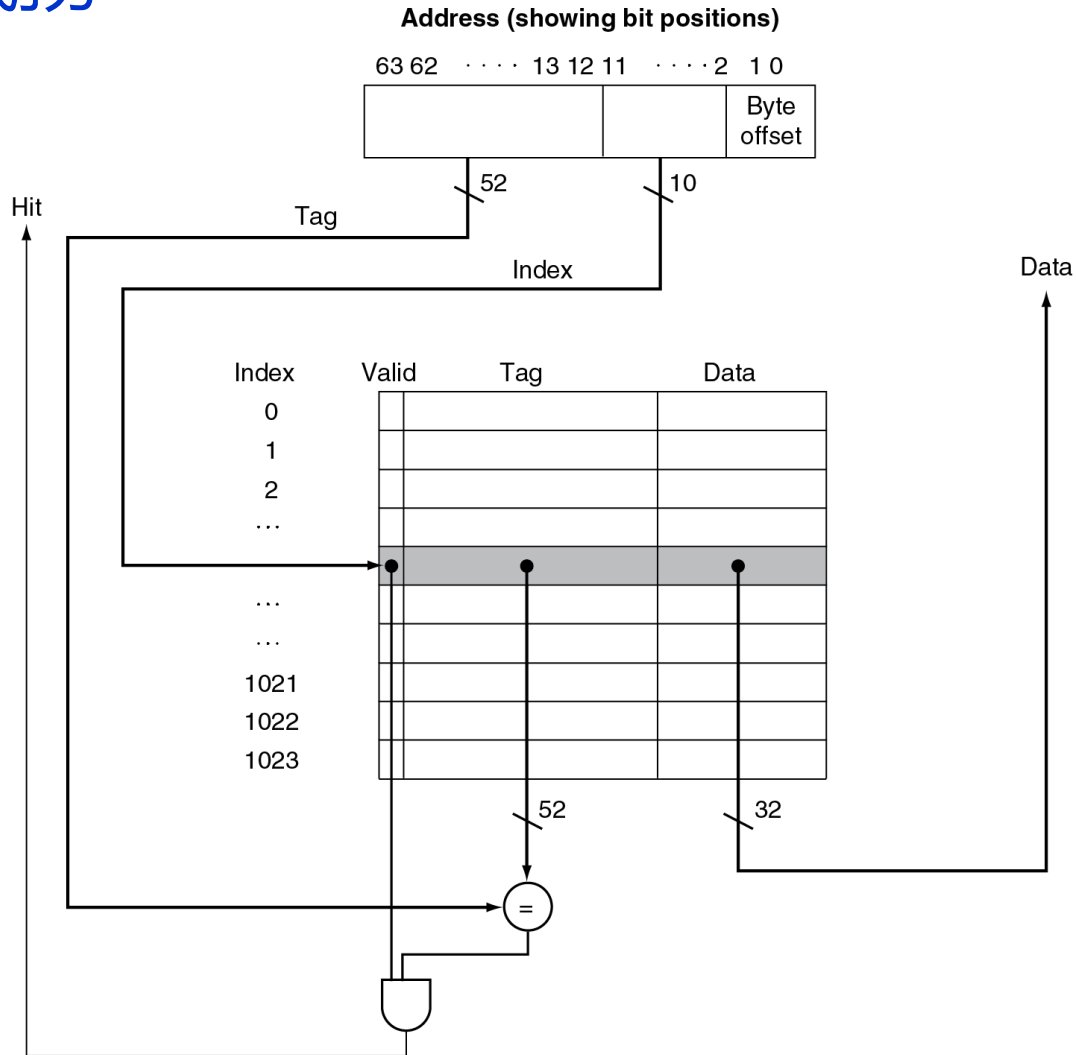 Address (showing bit positions)
63 62 · · · · 13 12 11 · · · · 2 1 0
Byte
offset
52
10
Hit
Tag
Index
Data
Index Valid Tag Data
0
1
2
...
...
...
1021
1022
1023
52
32
=